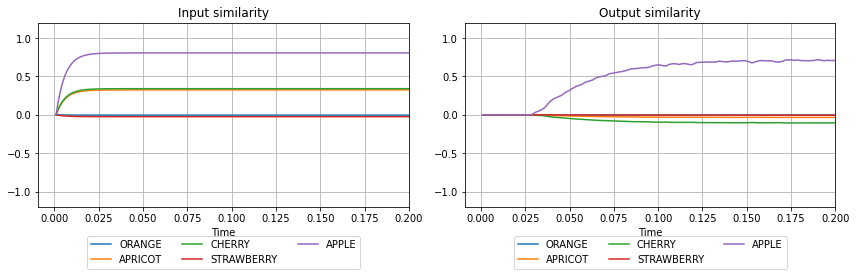 Input similarity
1.0
0.5
0.0
−0.5
−1.0
0.000 0.025 0.050 0.075 0.100 0.125 0.150 0.175 0.200
Time
ORANGE CHERRY APPLE
APRICOT STRAWBERRY
Output similarity
1.0
0.5
0.0
−0.5
−1.0
0.000 0.025 0.050 0.075 0.100 0.125 0.150 0.175 0.200
Time
ORANGE CHERRY APPLE
APRICOT STRAWBERRY